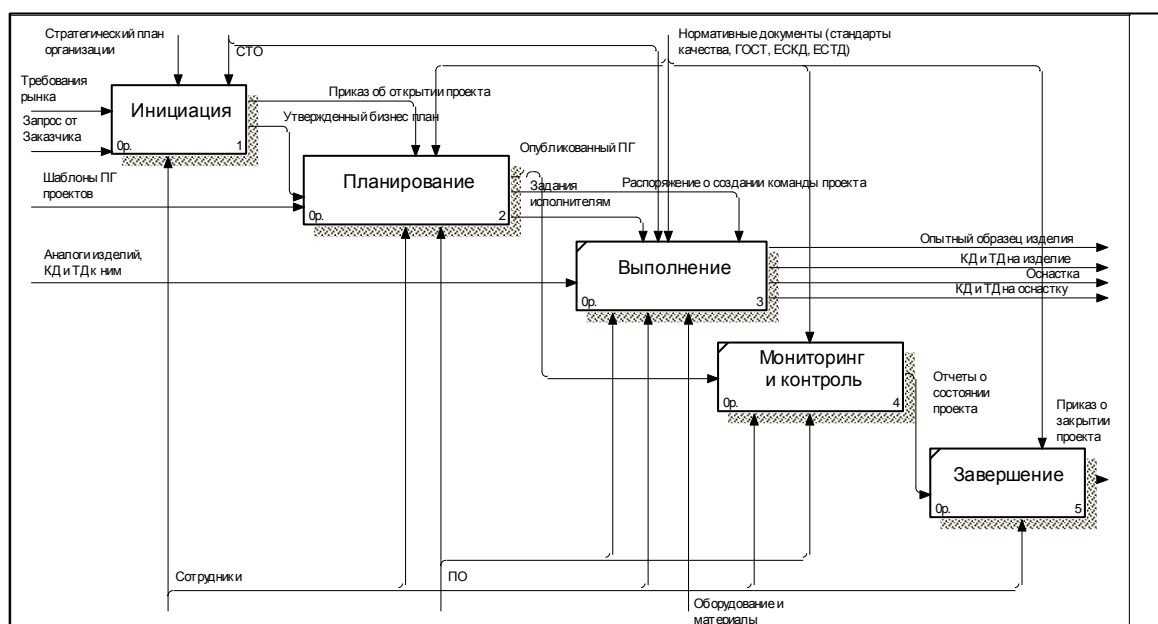 Стратегический план
организации
СТО
Нормативные документы (стандарты
качества, ГОСТ, ЕСКД, ЕСТД)
Требования
рынка
Запрос от
Заказчика
Инициация
0р.
1
Приказ об открытии проекта
Утвержденный бизнес план
Шаблоны ПГ
проектов
Планирование
0р.
2
Опубликованный ПГ
Задания
исполнителям
Распоряжение о создании команды проекта
Аналоги изделий,
КД и ТД к ним
Выполнение
0р.
3
Опытный образец изделия
КД и ТД на изделие
Оснастка
КД и ТД на оснастку
Мониторинг
и контроль
0р.
4
Отчеты о
состоянии
проекта
Приказ о
закрытии
проекта
Завершение
0р.
5
Сотрудники
ПО
Оборудование и
материалы